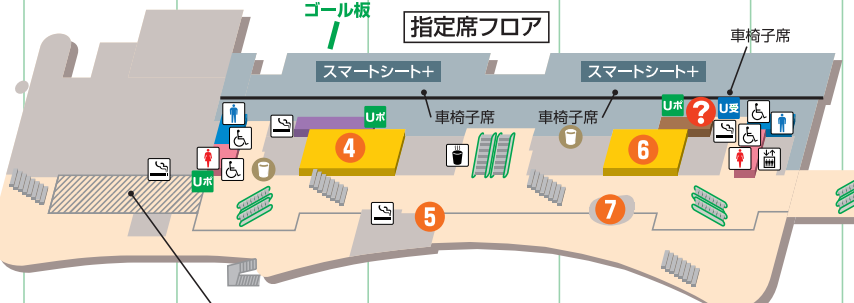 ゴール板
指定席フロア
車椅子席
スマートシート+
スマートシート+
車椅子席
車椅子席
Uポ
Uポ
?
U受
4
6
Uポ
5
7